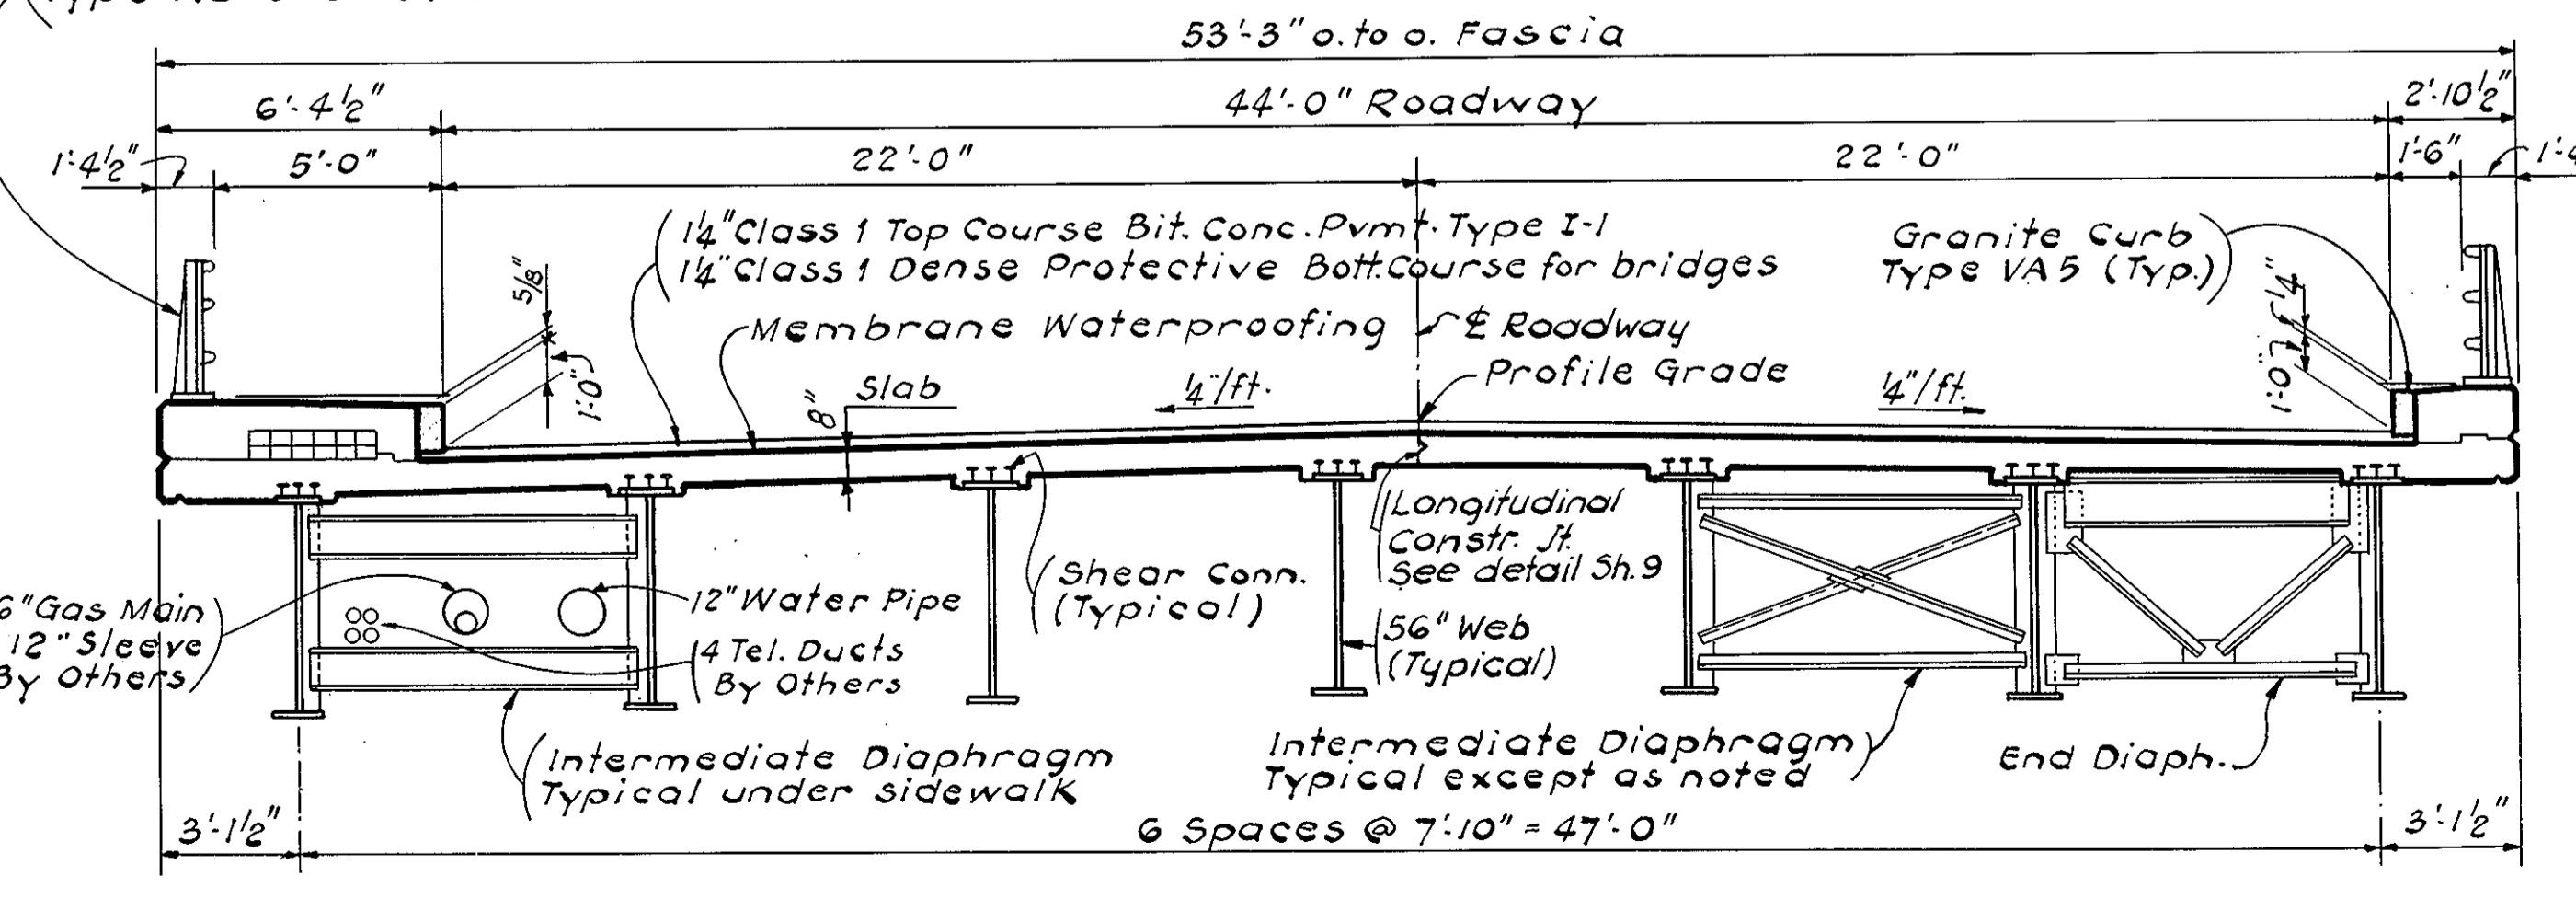 53'-3" o. to o. Fascia
6'-4½"
44'-0" Roadway
2'-10½"
1'-4½"
5'-0"
22'-0"
22'-0"
1'-6"
1¼" Class 1 Top Course Bit. Conc. Pvmt. Type I-1
1¼" Class 1 Dense Protective Bott. Course for bridges
Granite Curb
Type VA5 (Typ.)
5/8"
1'-0"
Membrane Waterproofing
℄ Roadway
Profile Grade
1'-0"
8"
Slab
¼"/ft.
¼"/ft.
Longitudinal
Constr. Jt.
See detail Sh. 9
Shear Conn.
(Typical)
6" Gas Main
12" Sleeve
By Others
12" Water Pipe
4 Tel. Ducts
By Others
56" Web
(Typical)
Intermediate Diaphragm
Typical under sidewalk
Intermediate Diaphragm
Typical except as noted
End Diaph.
3'-1½"
6 Spaces @ 7'-10" = 47'-0"
3'-1½"